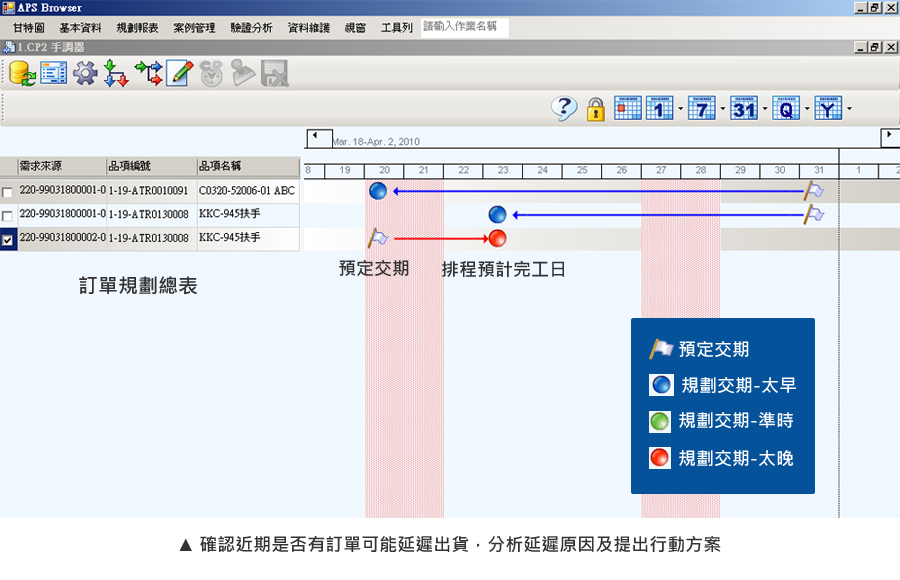 APS Browser
甘特圖 基本資料 規劃報表 案例管理 驗證分析 資料維護 視窗 工具列 請輸入作業名稱
1.CP2 手調器
? 1 7 31 Q Y
Mar. 18-Apr. 2, 2010
需求來源 品項編號 品項名稱 8 19 20 21 22 23 24 25 26 27 28 29 30 31 1 2
220-99031800001-0 1-19-ATR0010091 C0320-52006-01 ABC
220-99031800001-0 1-19-ATR0130008 KKC-945扶手
220-99031800002-0 1-19-ATR0130008 KKC-945扶手
預定交期 排程預計完工日
訂單規劃總表
預定交期
規劃交期-太早
規劃交期-準時
規劃交期-太晚
▲ 確認近期是否有訂單可能延遲出貨，分析延遲原因及提出行動方案